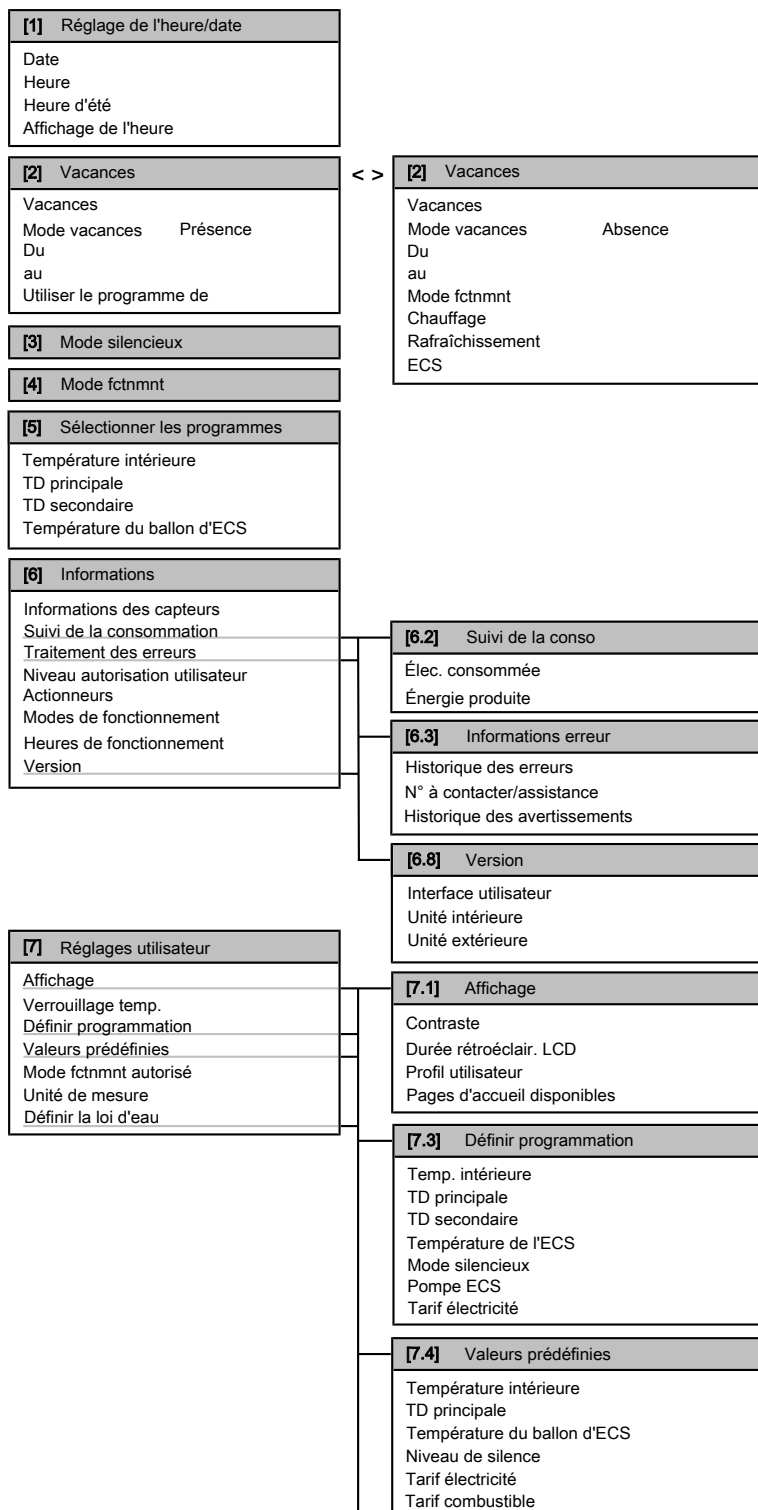 [1] Réglage de l'heure/date
Date
Heure
Heure d'été
Affichage de l'heure
[2] Vacances
Vacances
Mode vacances Présence
Du
au
Utiliser le programme de
< >
[2] Vacances
Vacances
Mode vacances Absence
Du
au
Mode fctnmnt
Chauffage
Rafraîchissement
ECS
[3] Mode silencieux
[4] Mode fctnmnt
[5] Sélectionner les programmes
Température intérieure
TD principale
TD secondaire
Température du ballon d'ECS
[6] Informations
Informations des capteurs
Suivi de la consommation
Traitement des erreurs
Niveau autorisation utilisateur
Actionneurs
Modes de fonctionnement
Heures de fonctionnement
Version
[6.2] Suivi de la conso
Élec. consommée
Énergie produite
[6.3] Informations erreur
Historique des erreurs
N° à contacter/assistance
Historique des avertissements
[6.8] Version
Interface utilisateur
Unité intérieure
Unité extérieure
[7] Réglages utilisateur
Affichage
Verrouillage temp.
Définir programmation
Valeurs prédéfinies
Mode fctnmnt autorisé
Unité de mesure
Définir la loi d'eau
[7.1] Affichage
Contraste
Durée rétroéclair. LCD
Profil utilisateur
Pages d'accueil disponibles
[7.3] Définir programmation
Temp. intérieure
TD principale
TD secondaire
Température de l'ECS
Mode silencieux
Pompe ECS
Tarif électricité
[7.4] Valeurs prédéfinies
Température intérieure
TD principale
Température du ballon d'ECS
Niveau de silence
Tarif électricité
Tarif combustible